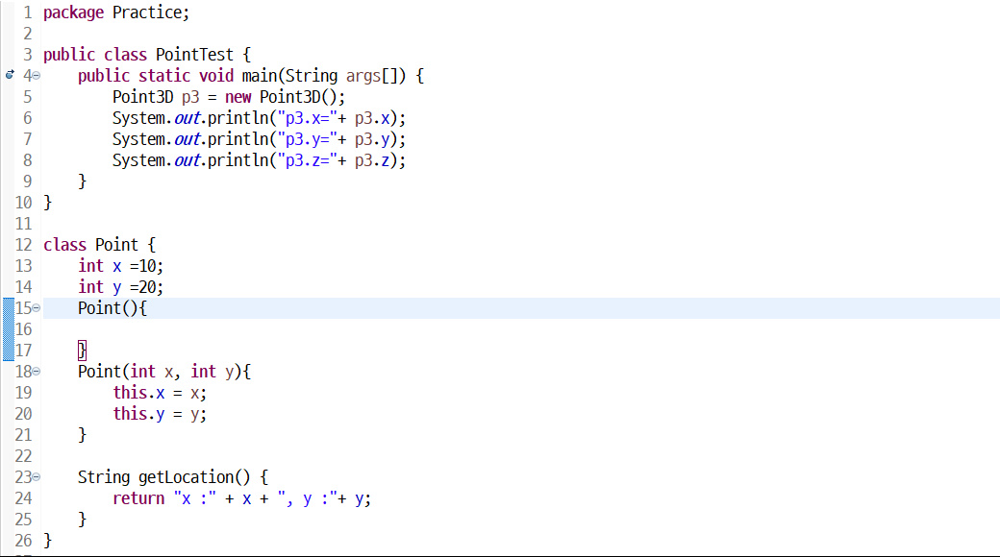 1 package Practice;
2
3 public class PointTest {
4 public static void main(String args[]) {
5 Point3D p3 = new Point3D();
6 System.out.println("p3.x="+ p3.x);
7 System.out.println("p3.y="+ p3.y);
8 System.out.println("p3.z="+ p3.z);
9 }
10 }
11
12 class Point {
13 int x =10;
14 int y =20;
15 Point(){
16
17 }
18 Point(int x, int y){
19 this.x = x;
20 this.y = y;
21 }
22
23 String getLocation() {
24 return "x :" + x + ", y :"+ y;
25 }
26 }